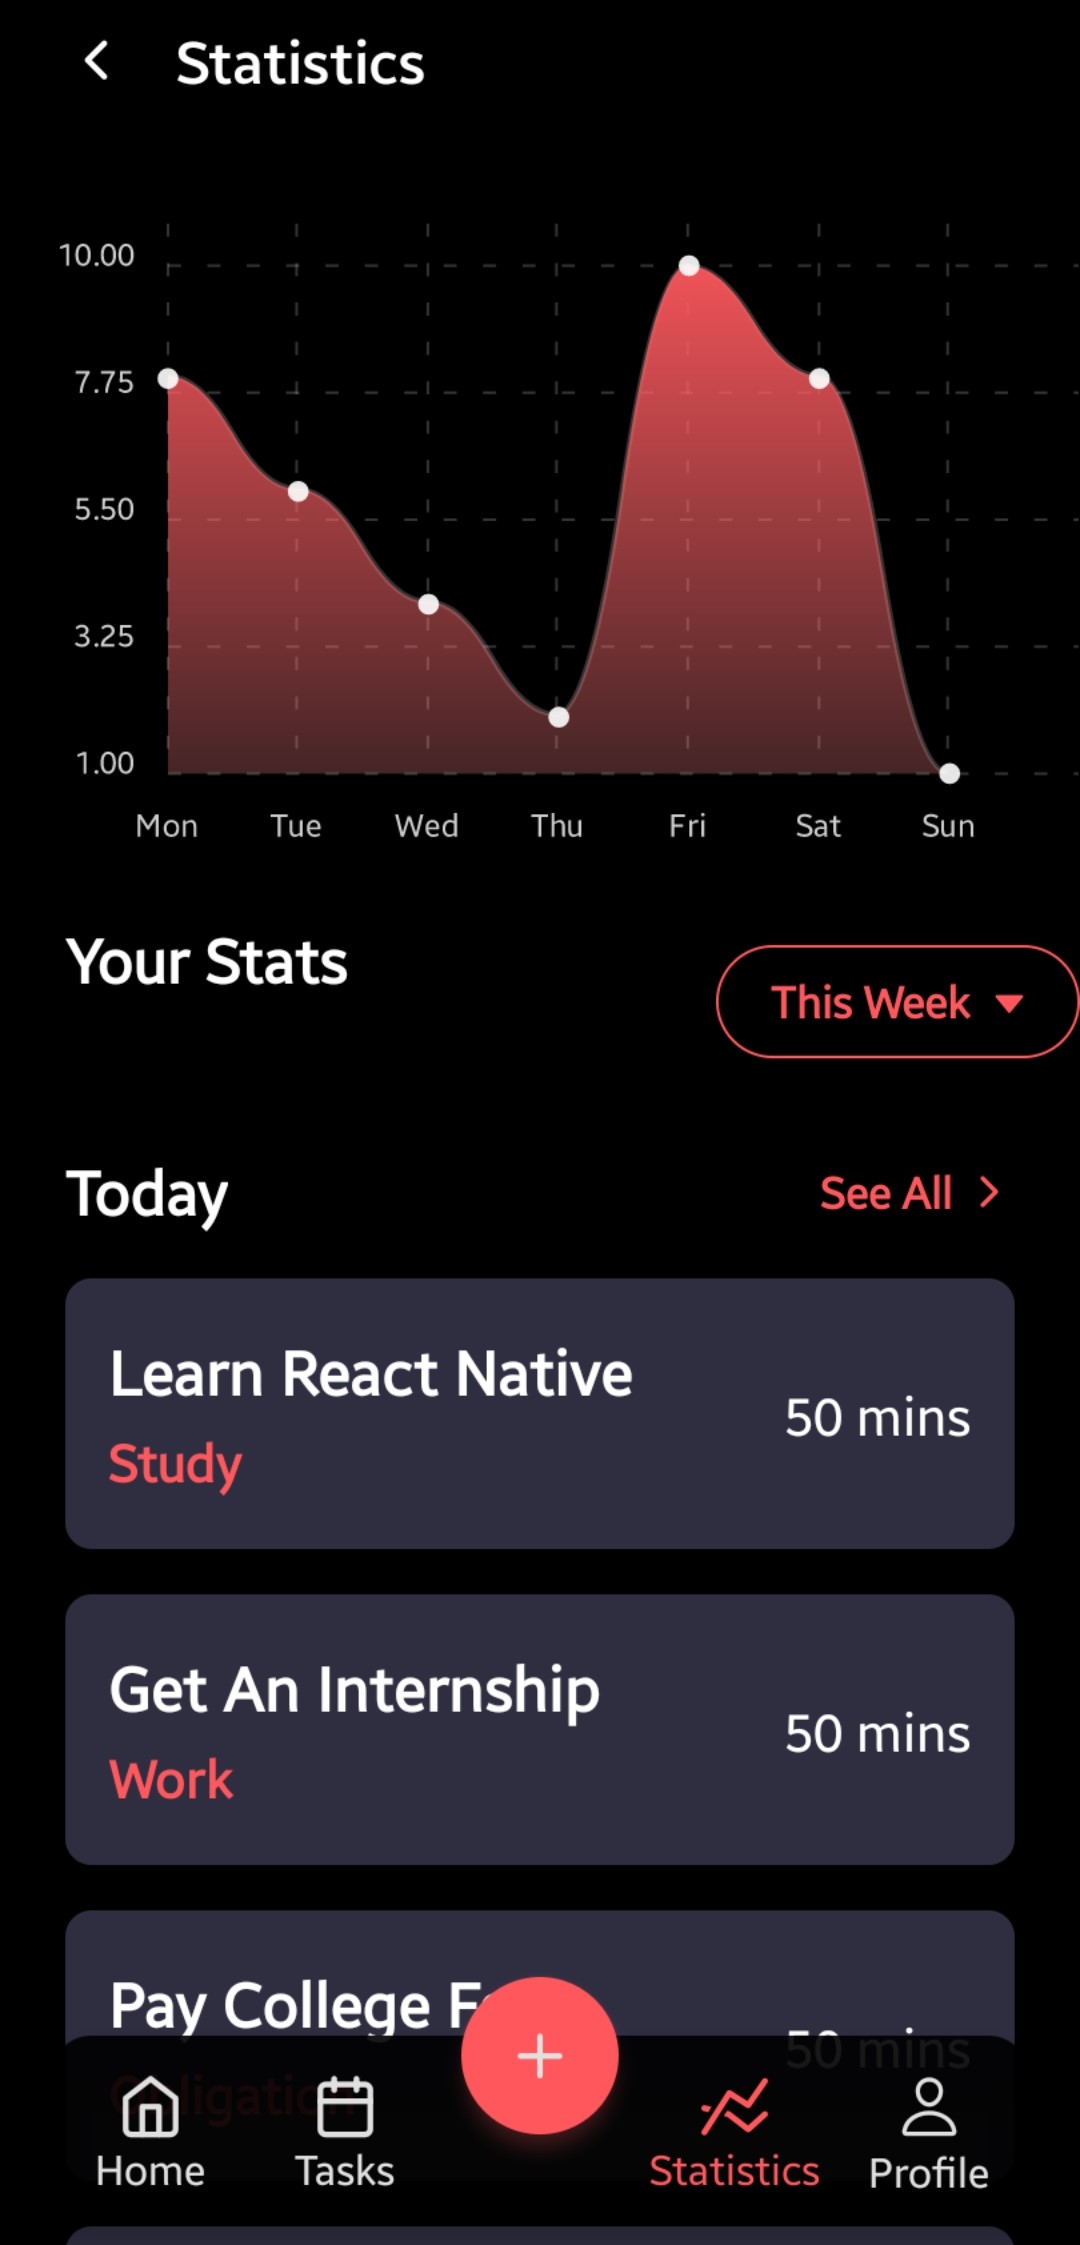 Statistics
10.00
7.75
5.50
3.25
1.00
Mon Tue Wed Thu Fri Sat Sun
Your Stats
This Week
Today
See All
Learn React Native
50 mins
Study
Get An Internship
50 mins
Work
Pay College
50 mins
Home Tasks Statistics Profile